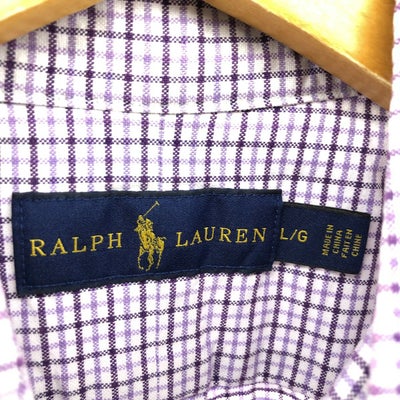 RALPH LAUREN
L/G
MADE IN
CHINA
FAIT EN
CHINE